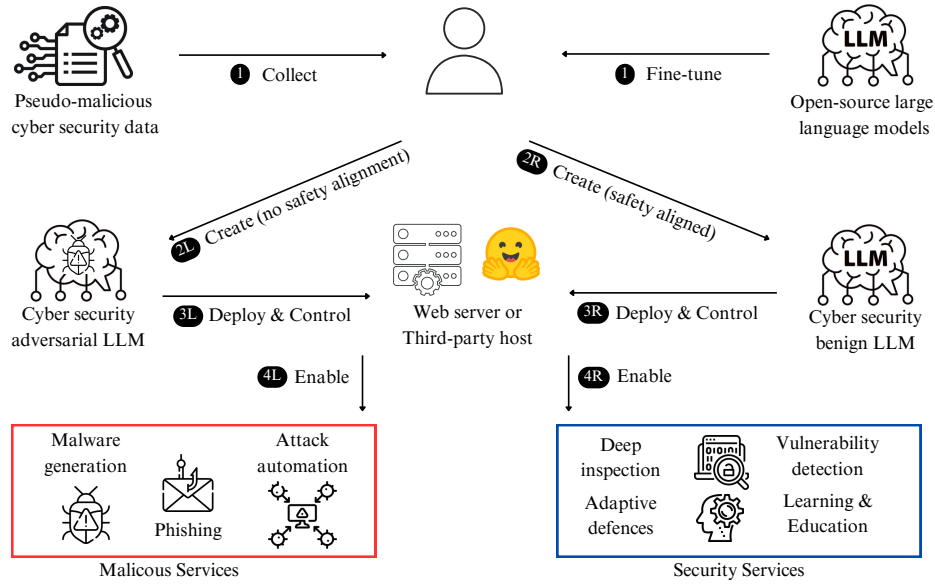 LLM
1 Collect
1 Fine-tune
Pseudo-malicious
cyber security data
Open-source large
language models
2L Create (no safety alignment)
2R Create (safety aligned)
LLM
Cyber security
adversarial LLM
3L Deploy & Control
Web server or
Third-party host
3R Deploy & Control
Cyber security
benign LLM
4L Enable
4R Enable
Malware
generation
Phishing
Attack
automation
Deep
inspection
Adaptive
defences
0101
Vulnerability
detection
Learning &
Education
Malicous Services
Security Services